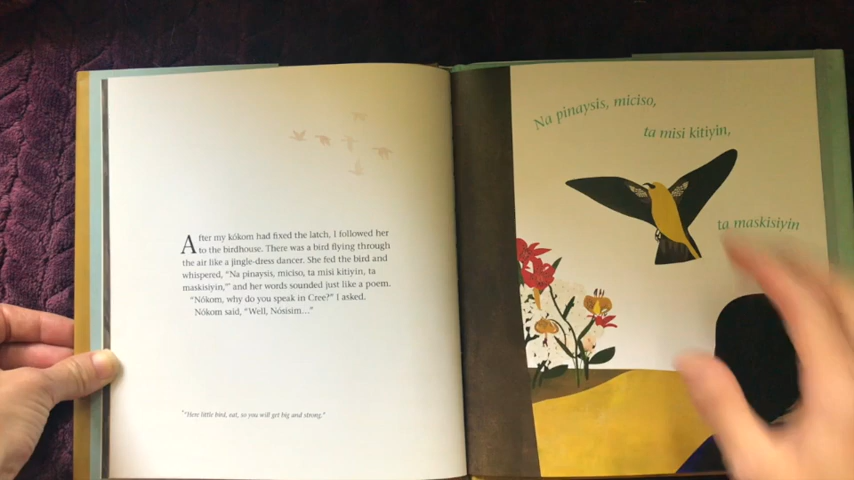 After my kókom had fixed the latch, I followed her
to the birdhouse. There was a bird flying through
the air like a jingle-dress dancer. She fed the bird and
whispered, “Na pinaysis, miciso, ta misi kitiyin, ta
maskisiyin,*” and her words sounded just like a poem.
“Nókom, why do you speak in Cree?” I asked.
Nókom said, “Well, Nósisim…”
*“Here little bird, eat, so you will get big and strong.”
Na pinaysis, miciso,
ta misi kitiyin,
ta maskisiyin